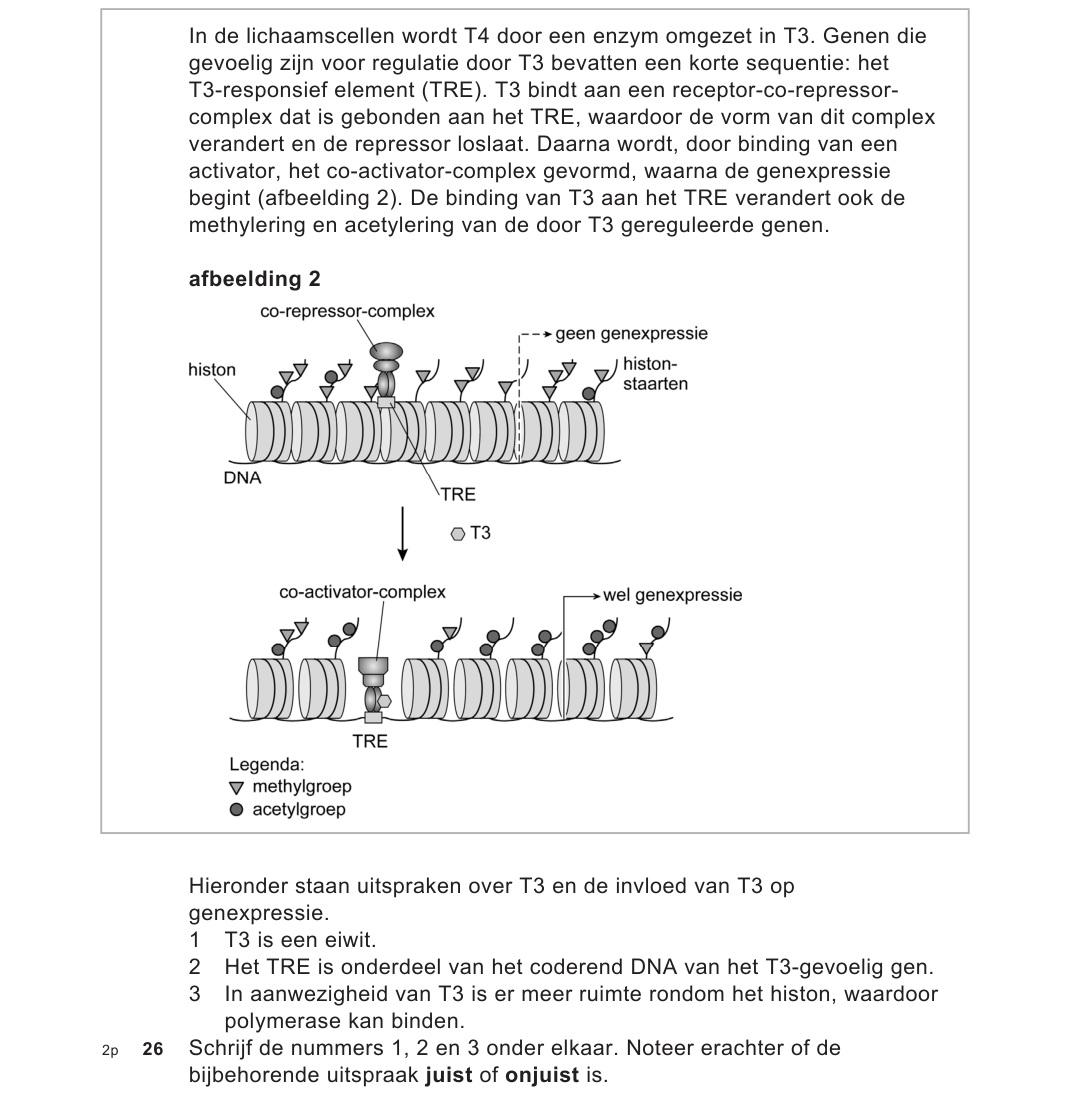 In de lichaamscellen wordt T4 door een enzym omgezet in T3. Genen die
gevoelig zijn voor regulatie door T3 bevatten een korte sequentie: het
T3-responsief element (TRE). T3 bindt aan een receptor-co-repressor-
complex dat is gebonden aan het TRE, waardoor de vorm van dit complex
verandert en de repressor loslaat. Daarna wordt, door binding van een
activator, het co-activator-complex gevormd, waarna de genexpressie
begint (afbeelding 2). De binding van T3 aan het TRE verandert ook de
methylering en acetylering van de door T3 gereguleerde genen.
afbeelding 2
co-repressor-complex
geen genexpressie
histon
histon-
staarten
DNA
TRE
T3
co-activator-complex
wel genexpressie
TRE
Legenda:
methylgroep
acetylgroep
Hieronder staan uitspraken over T3 en de invloed van T3 op
genexpressie.
1 T3 is een eiwit.
2 Het TRE is onderdeel van het coderend DNA van het T3-gevoelig gen.
3 In aanwezigheid van T3 is er meer ruimte rondom het histon, waardoor
polymerase kan binden.
2p 26 Schrijf de nummers 1, 2 en 3 onder elkaar. Noteer erachter of de
bijbehorende uitspraak juist of onjuist is.